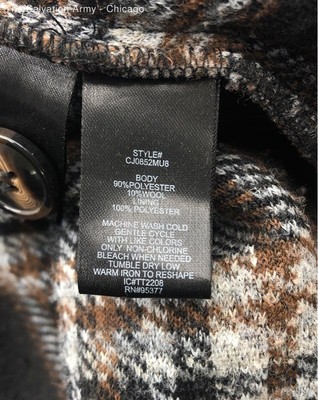 The Salvation Army - Chicago
STYLE#
CJ0852MU8
BODY
90%POLYESTER
10%WOOL
LINING
100% POLYESTER
MACHINE WASH COLD
GENTLE CYCLE
WITH LIKE COLORS
ONLY NON-CHLORINE
BLEACH WHEN NEEDED
TUMBLE DRY LOW
WARM IRON TO RESHAPE
IC#TT2208
RN#95377